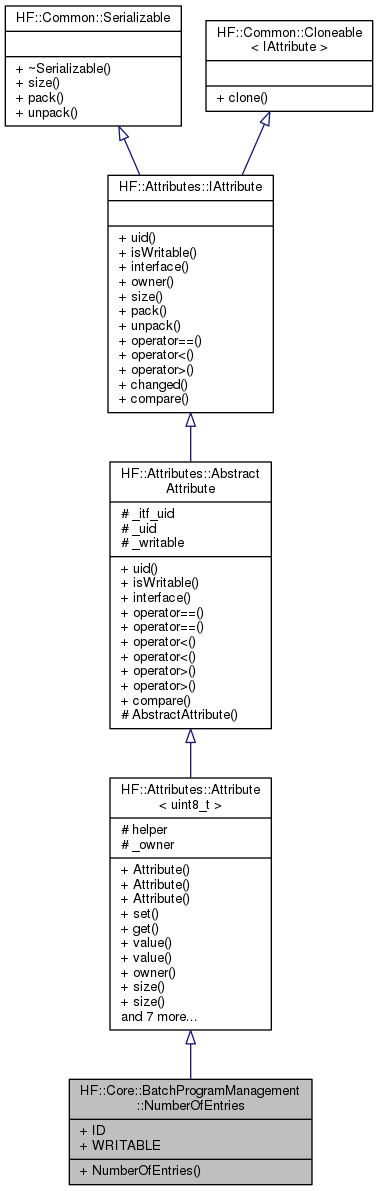 HF::Common::Serializable
+ ~Serializable()
+ size()
+ pack()
+ unpack()
HF::Common::Cloneable
< IAttribute >
+ clone()
HF::Attributes::IAttribute
+ uid()
+ isWritable()
+ interface()
+ owner()
+ size()
+ pack()
+ unpack()
+ operator==()
+ operator<()
+ operator>()
+ changed()
+ compare()
HF::Attributes::Abstract
Attribute
# _itf_uid
# _uid
# _writable
+ uid()
+ isWritable()
+ interface()
+ operator==()
+ operator==()
+ operator<()
+ operator<()
+ operator>()
+ operator>()
+ compare()
# AbstractAttribute()
HF::Attributes::Attribute
< uint8_t >
# helper
# _owner
+ Attribute()
+ Attribute()
+ Attribute()
+ set()
+ get()
+ value()
+ value()
+ owner()
+ size()
+ size()
and 7 more...
HF::Core::BatchProgramManagement
::NumberOfEntries
+ ID
+ WRITABLE
+ NumberOfEntries()